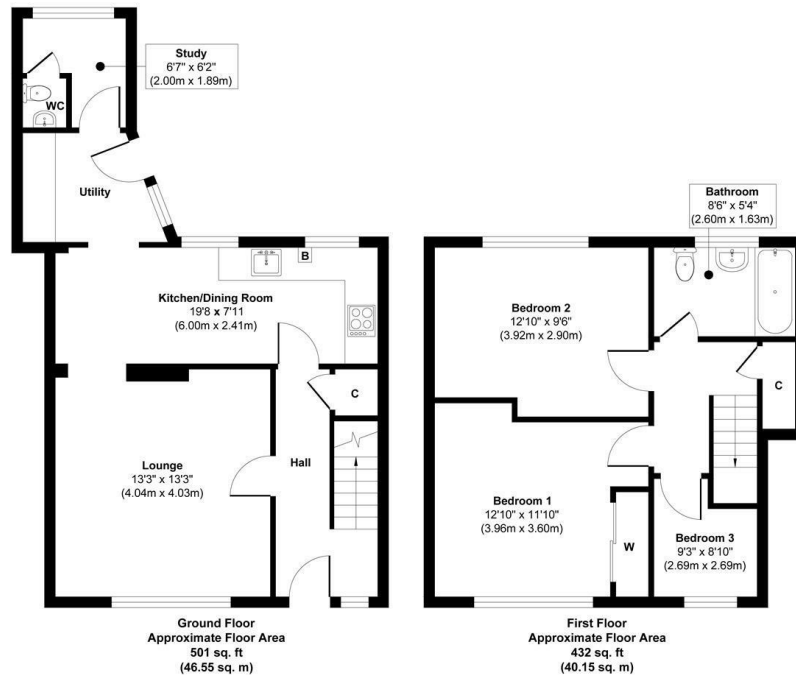 Study
6'7" x 6'2"
(2.00m x 1.89m)
WC
Utility
B
Kitchen/Dining Room
19'8 x 7'11
(6.00m x 2.41m)
C
Lounge
13'3" x 13'3"
(4.04m x 4.03m)
Hall
Ground Floor
Approximate Floor Area
501 sq. ft
(46.55 sq. m)
Bathroom
8'6" x 5'4"
(2.60m x 1.63m)
Bedroom 2
12'10" x 9'6"
(3.92m x 2.90m)
C
Bedroom 1
12'10" x 11'10"
(3.96m x 3.60m)
W
Bedroom 3
9'3" x 8'10"
(2.69m x 2.69m)
First Floor
Approximate Floor Area
432 sq. ft
(40.15 sq. m)